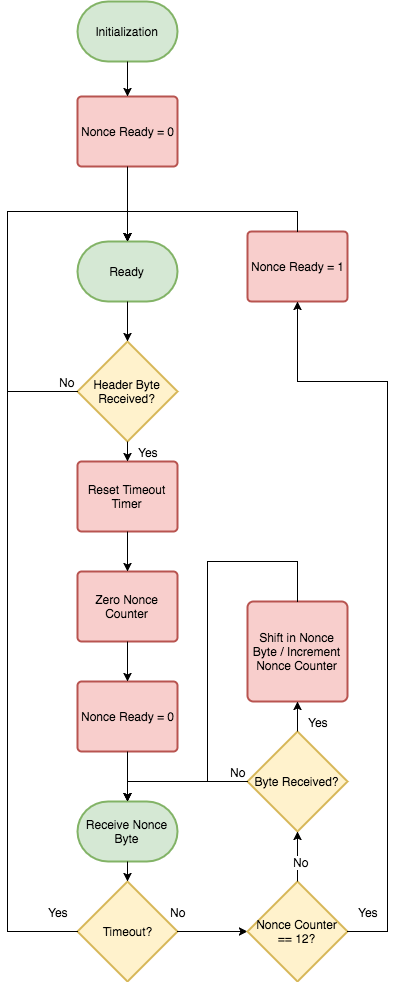 Initialization
Nonce Ready = 0
Ready
Nonce Ready = 1
No
Header Byte
Received?
Yes
Reset Timeout
Timer
Zero Nonce
Counter
Shift in Nonce
Byte / Increment
Nonce Counter
Nonce Ready = 0
Yes
No
Byte Received?
Receive Nonce
Byte
No
Yes
Timeout?
No
Nonce Counter
== 12?
Yes